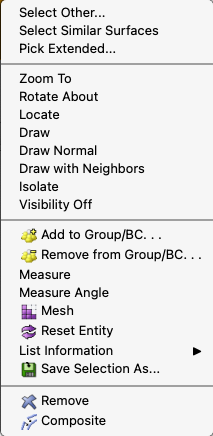 Select Other...
Select Similar Surfaces
Pick Extended...
Zoom To
Rotate About
Locate
Draw
Draw Normal
Draw with Neighbors
Isolate
Visibility Off
Add to Group/BC. . .
Remove from Group/BC. . .
Measure
Measure Angle
Mesh
Reset Entity
List Information
Save Selection As...
Remove
Composite